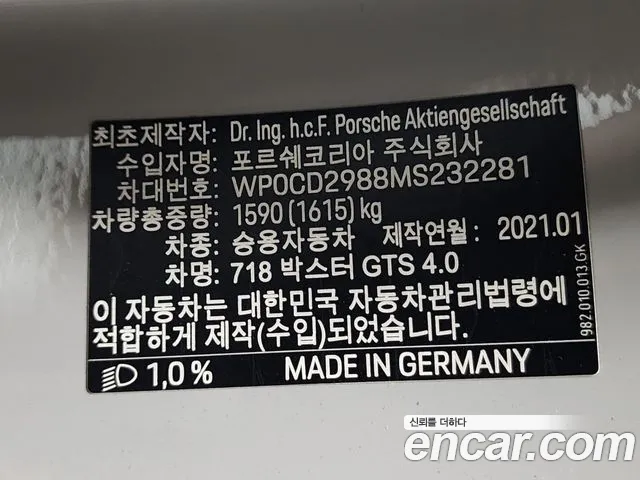 최초제작자: Dr. Ing. h.c.F. Porsche Aktiengesellschaft
수입자명: 포르쉐코리아 주식회사
차대번호: WP0CD2988MS232281
차량총중량: 1590 (1615) kg
차종: 승용자동차 제작연월: 2021.01
차명: 718 박스터 GTS 4.0
이 자동차는 대한민국 자동차관리법령에
적합하게 제작(수입)되었습니다.
1,0 % MADE IN GERMANY
982.010.013.GK
신뢰를 더하다
encar.com